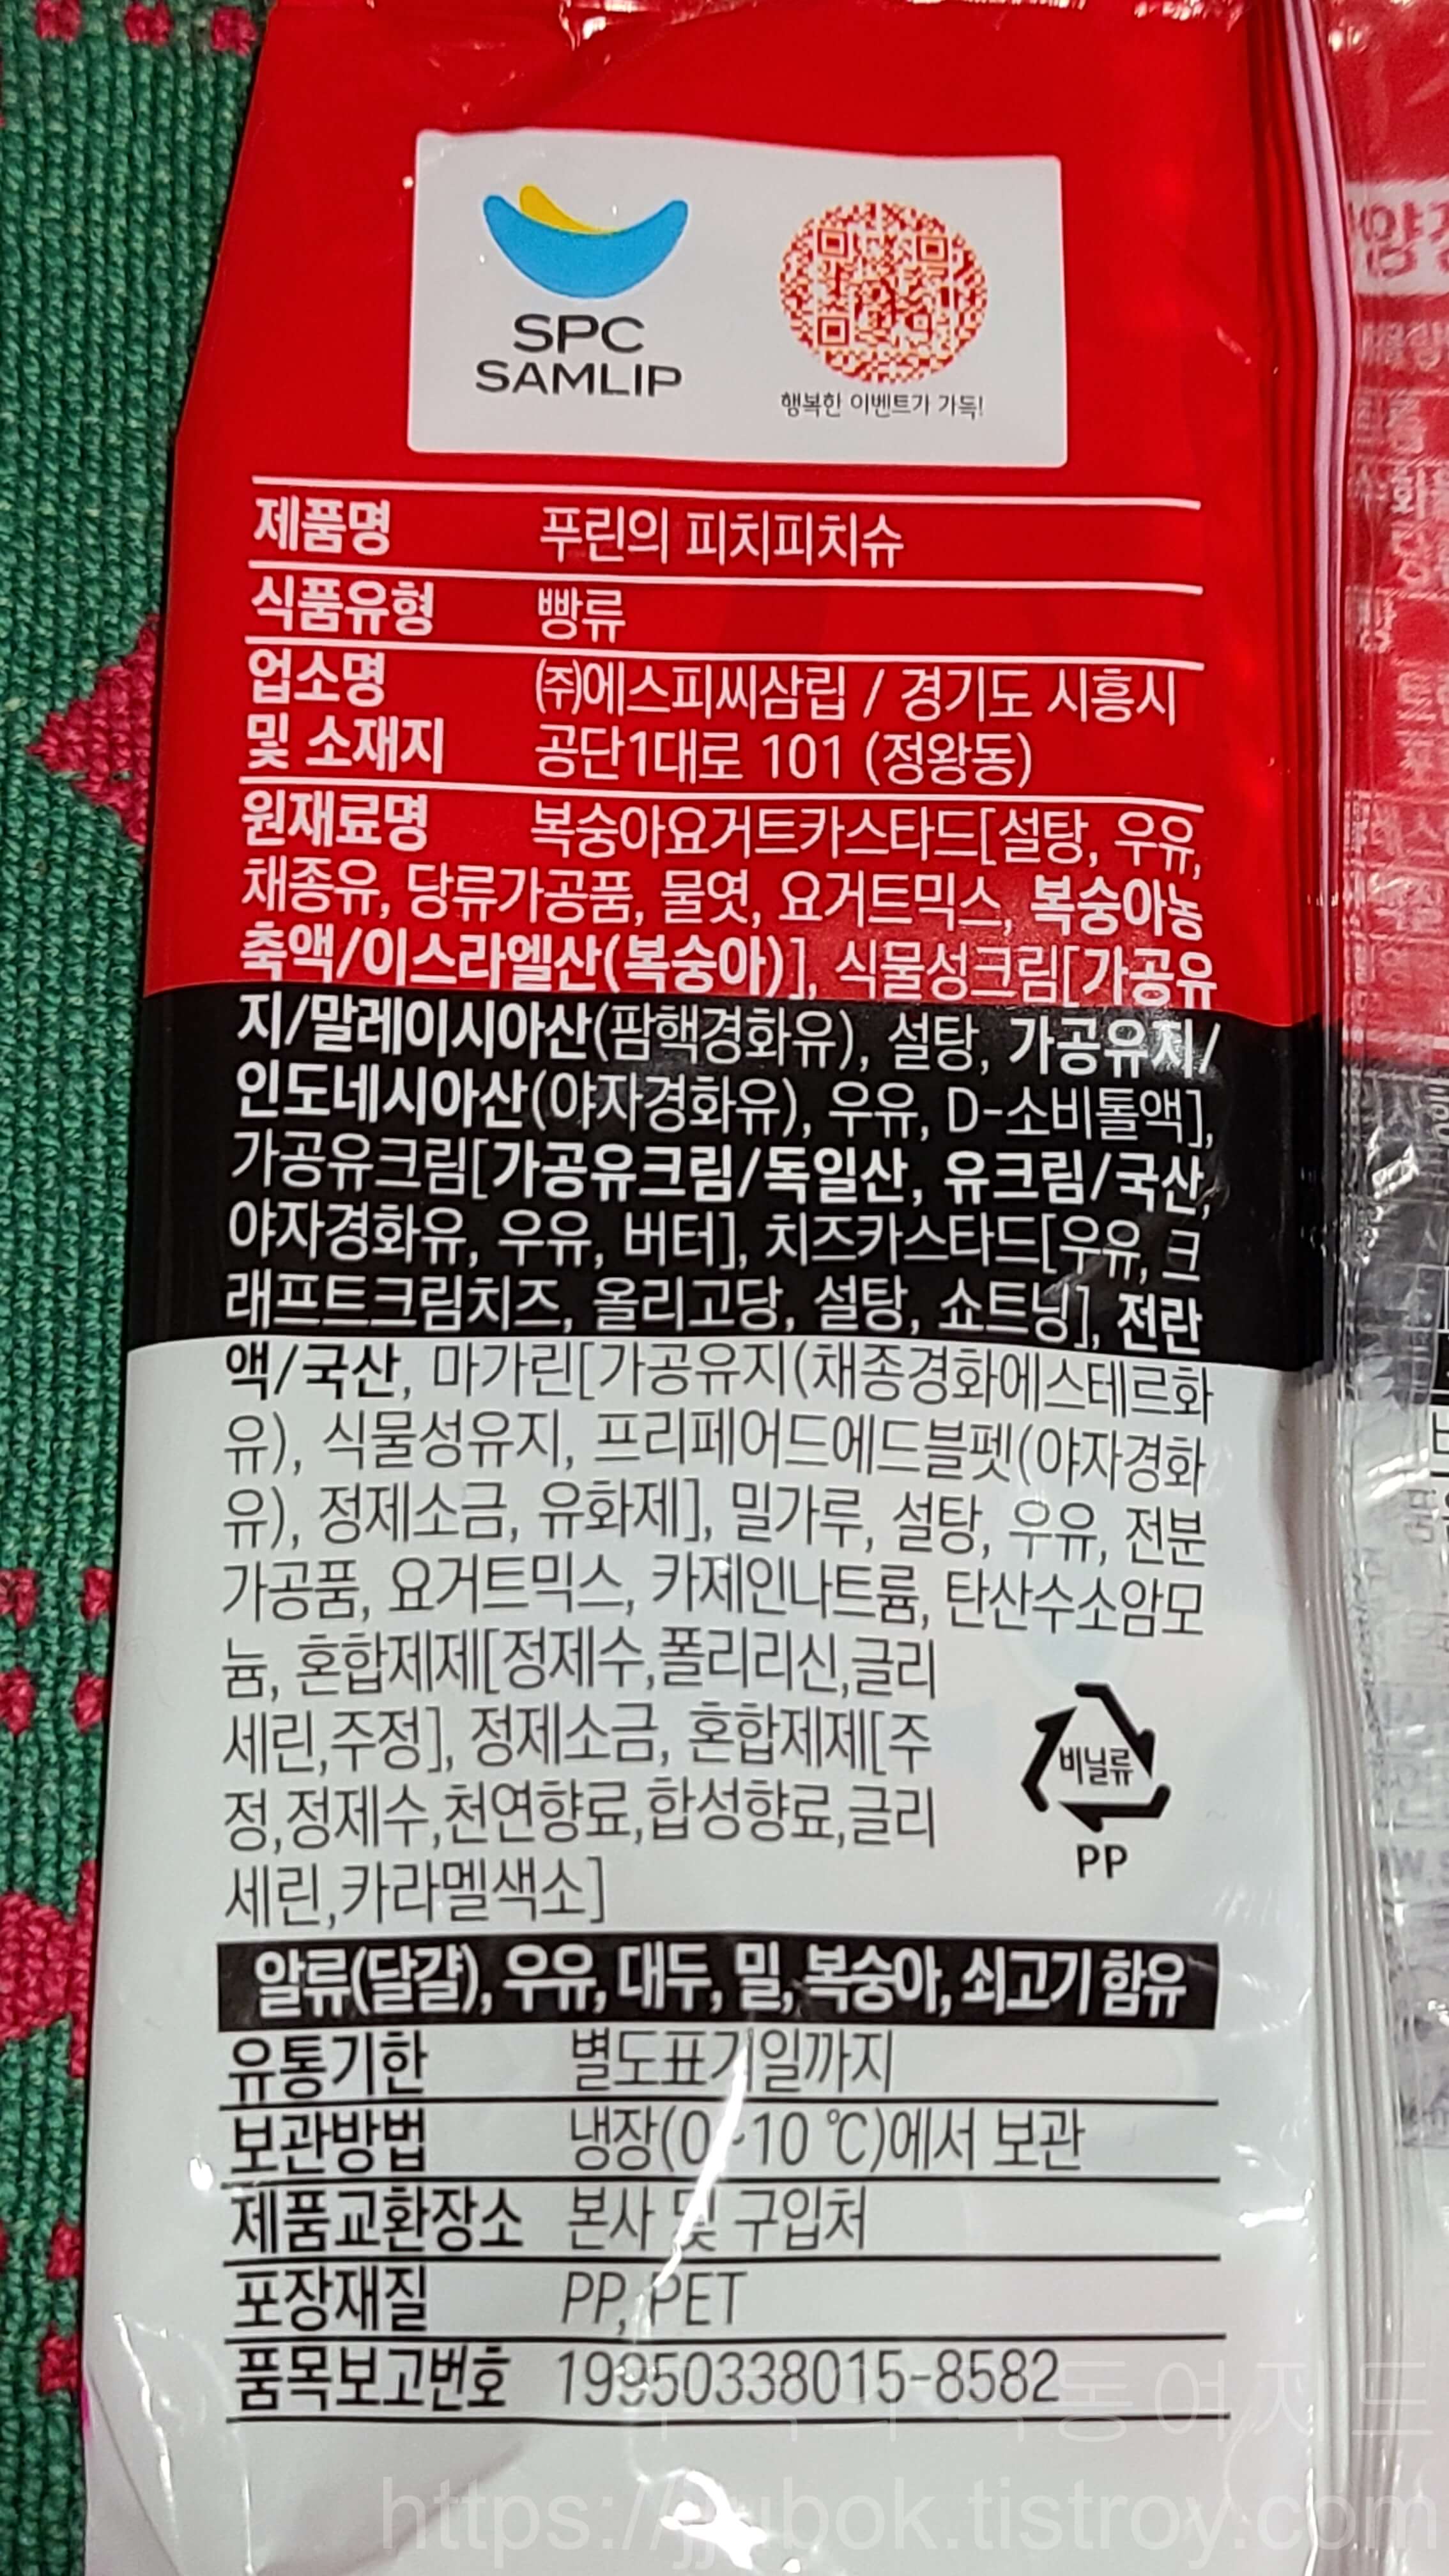 SPC
SAMLIP
행복한 이벤트가 가득!
제품명 푸린의 피치피치슈
식품유형 빵류
업소명 ㈜에스피씨삼립 / 경기도 시흥시
및 소재지 공단1대로 101 (정왕동)
원재료명 복숭아요거트카스타드[설탕, 우유,
채종유, 당류가공품, 물엿, 요거트믹스, 복숭아농
축액/이스라엘산(복숭아)], 식물성크림[가공유
지/말레이시아산(팜핵경화유), 설탕, 가공유지/
인도네시아산(야자경화유), 우유, D-소비톨액],
가공유크림[가공유크림/독일산, 유크림/국산,
야자경화유, 우유, 버터], 치즈카스타드[우유, 크
래프트크림치즈, 올리고당, 설탕, 쇼트닝], 전란
액/국산, 마가린[가공유지(채종경화에스테르화
유), 식물성유지, 프리페어드에드블펫(야자경화
유), 정제소금, 유화제], 밀가루, 설탕, 우유, 전분
가공품, 요거트믹스, 카제인나트륨, 탄산수소암모
늄, 혼합제제[정제수,폴리리신,글리
세린,주정], 정제소금, 혼합제제[주
정,정제수,천연향료,합성향료,글리
세린,카라멜색소]
비닐류
PP
알류(달걀), 우유, 대두, 밀, 복숭아, 쇠고기 함유
유통기한 별도표기일까지
보관방법 냉장(0~10 ℃)에서 보관
제품교환장소 본사 및 구입처
포장재질 PP, PET
품목보고번호 19950338015-8582